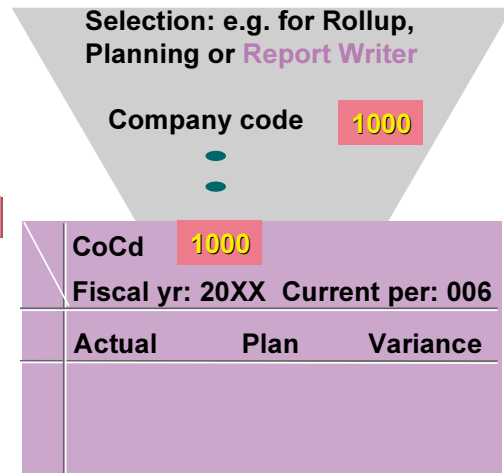 Selection: e.g. for Rollup,
Planning or Report Writer
Company code 1000
CoCd 1000
Fiscal yr: 20XX Current per: 006
Actual Plan Variance